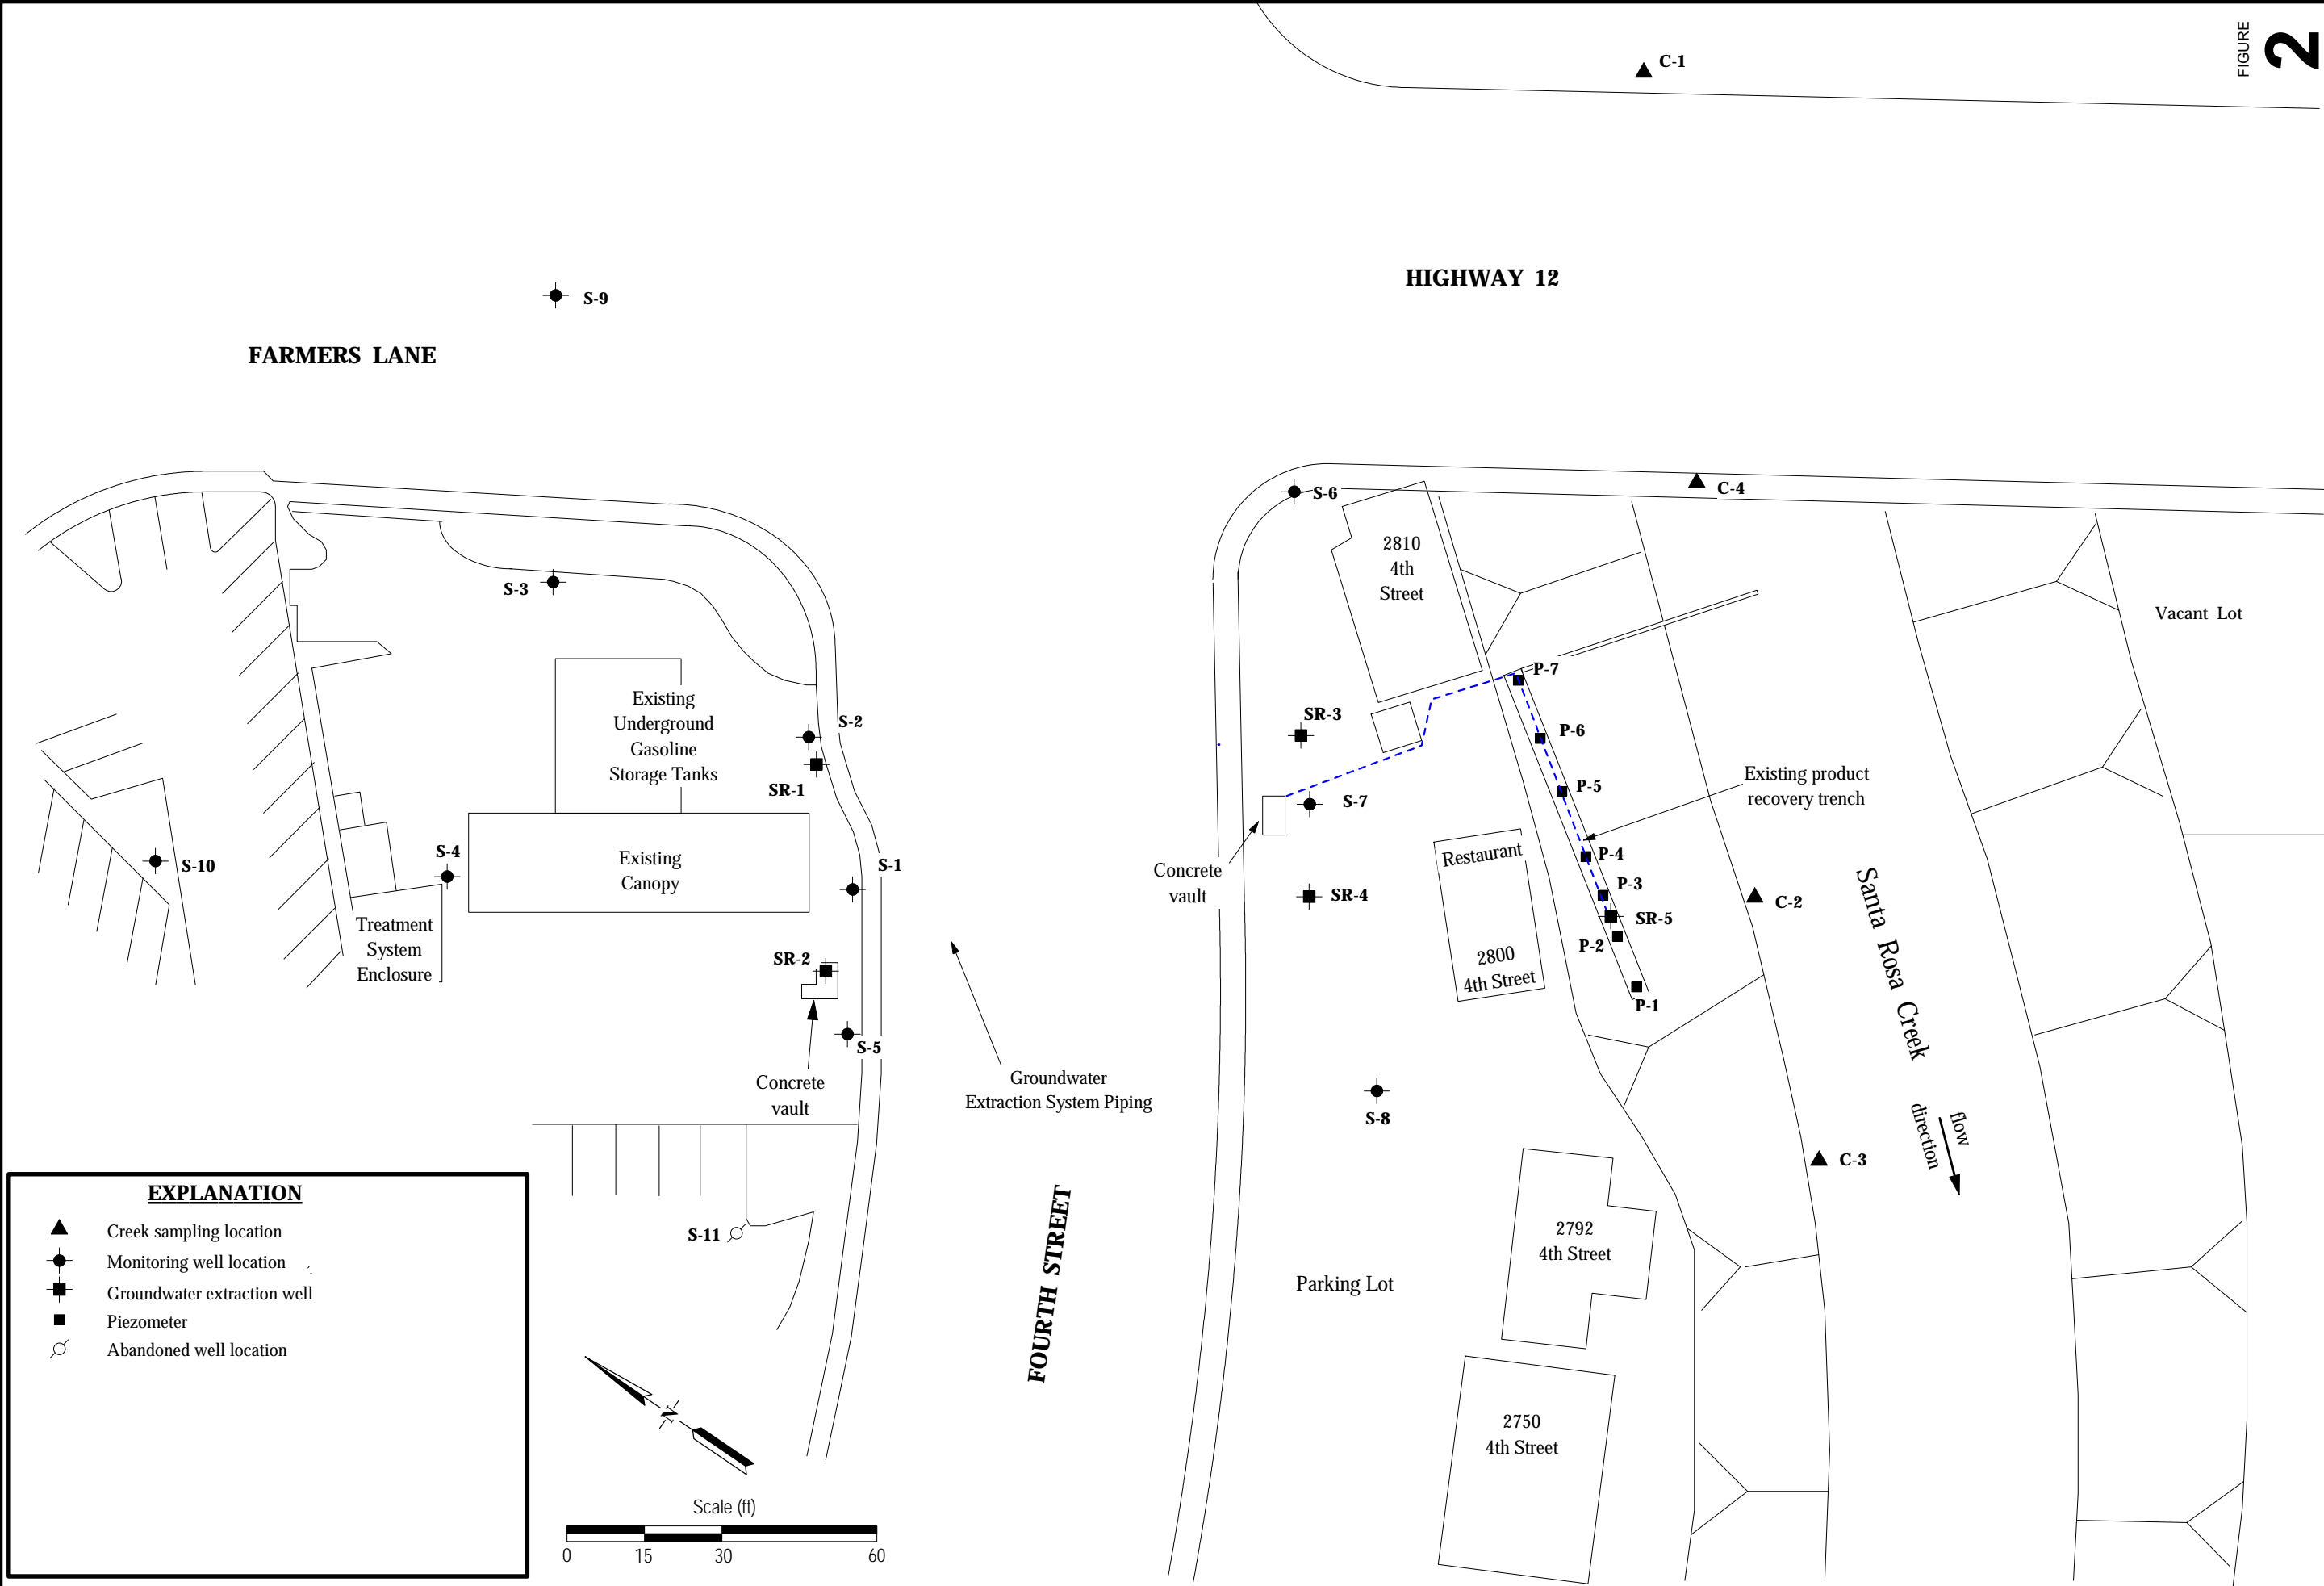 FIGURE
2
C-1
HIGHWAY 12
S-9
FARMERS LANE
C-4
S-6
2810
4th
Street
S-3
Vacant Lot
P-7
Existing
Underground
Gasoline
Storage Tanks
S-2
SR-3
P-6
SR-1
Existing product
recovery trench
P-5
S-7
S-4
Existing
Canopy
S-1
S-10
Concrete
vault
Restaurant
P-4
P-3
SR-4
C-2
SR-5
Santa Rosa Creek
Treatment
System
Enclosure
P-2
SR-2
2800
4th Street
P-1
S-5
Concrete
vault
Groundwater
Extraction System Piping
S-8
flow
direction
C-3
EXPLANATION
Creek sampling location
Monitoring well location
Groundwater extraction well
Piezometer
Abandoned well location
S-11
FOURTH STREET
2792
4th Street
Parking Lot
N
2750
4th Street
Scale (ft)
0 15 30 60